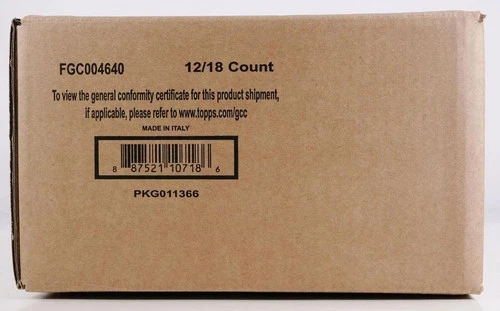 FGC004640 12/18 Count
To view the general conformity certificate for this product shipment,
if applicable, please refer to www.topps.com/gcc
MADE IN ITALY
8 87521 10718 6
PKG011366